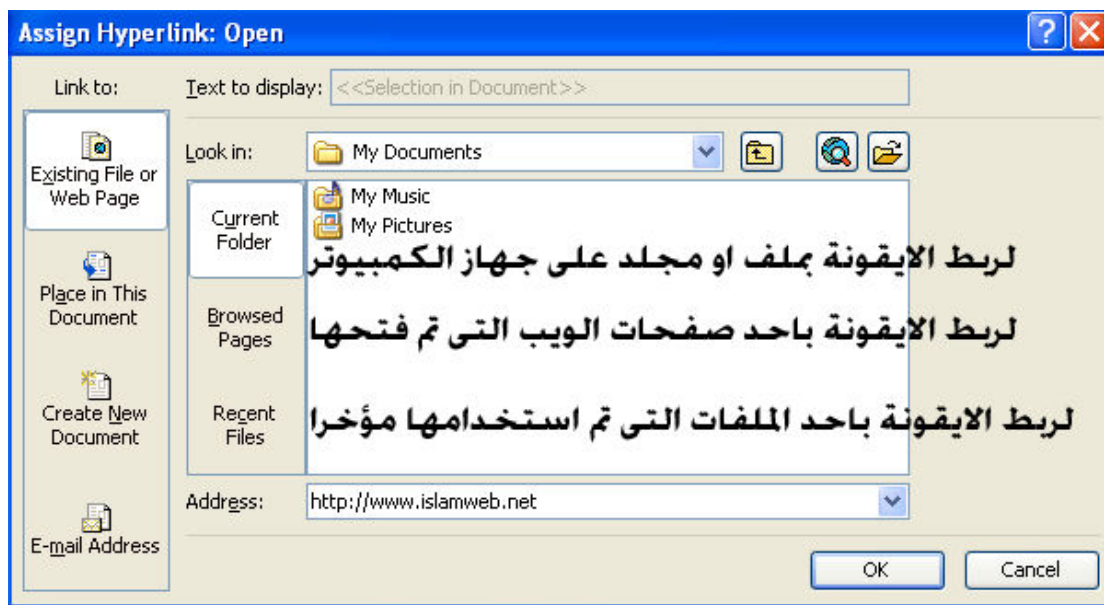 Assign Hyperlink: Open
Link to:
Text to display: <<Selection in Document>>
Existing File or
Web Page
Place in This
Document
Create New
Document
E-mail Address
Look in: My Documents
Current
Folder
Browsed
Pages
Recent
Files
My Music
My Pictures
لربط الايقونة بملف او مجلد على جهاز الكمبيوتر
لربط الايقونة باحد صفحات الويب التى تم فتحها
لربط الايقونة باحد الملفات التى تم استخدامها مؤخرا
Address: http://www.islamweb.net
OK
Cancel